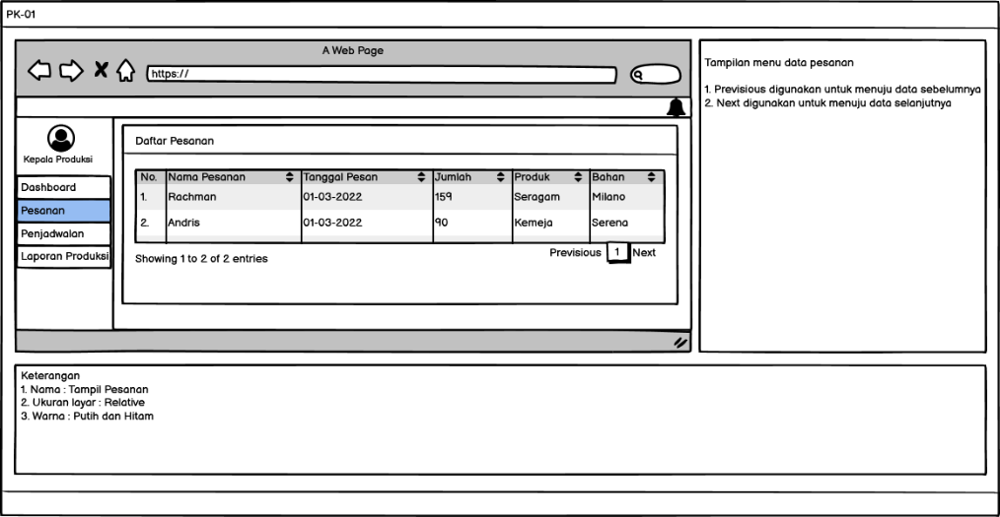 PK-01
A Web Page
https://
Kepala Produksi
Dashboard
Pesanan
Penjadwalan
Laporan Produksi
Daftar Pesanan
No. Nama Pesanan Tanggal Pesan Jumlah Produk Bahan
1. Rachman 01-03-2022 159 Seragam Milano
2. Andris 01-03-2022 90 Kemeja Serena
Showing 1 to 2 of 2 entries
Previsious 1 Next
Tampilan menu data pesanan
1. Previsious digunakan untuk menuju data sebelumnya
2. Next digunakan untuk menuju data selanjutnya
Keterangan
1. Nama : Tampil Pesanan
2. Ukuran layar : Relative
3. Warna : Putih dan Hitam